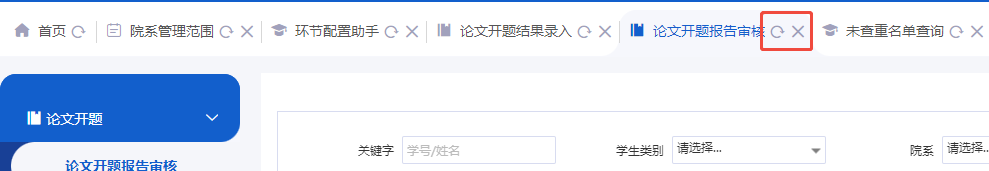 首页 院系管理范围 环节配置助手 论文开题结果录入 论文开题报告审核 未查重名单查询
论文开题
关键字 学号/姓名 学生类别 请选择... 院系 请选择...
论文开题报告审核